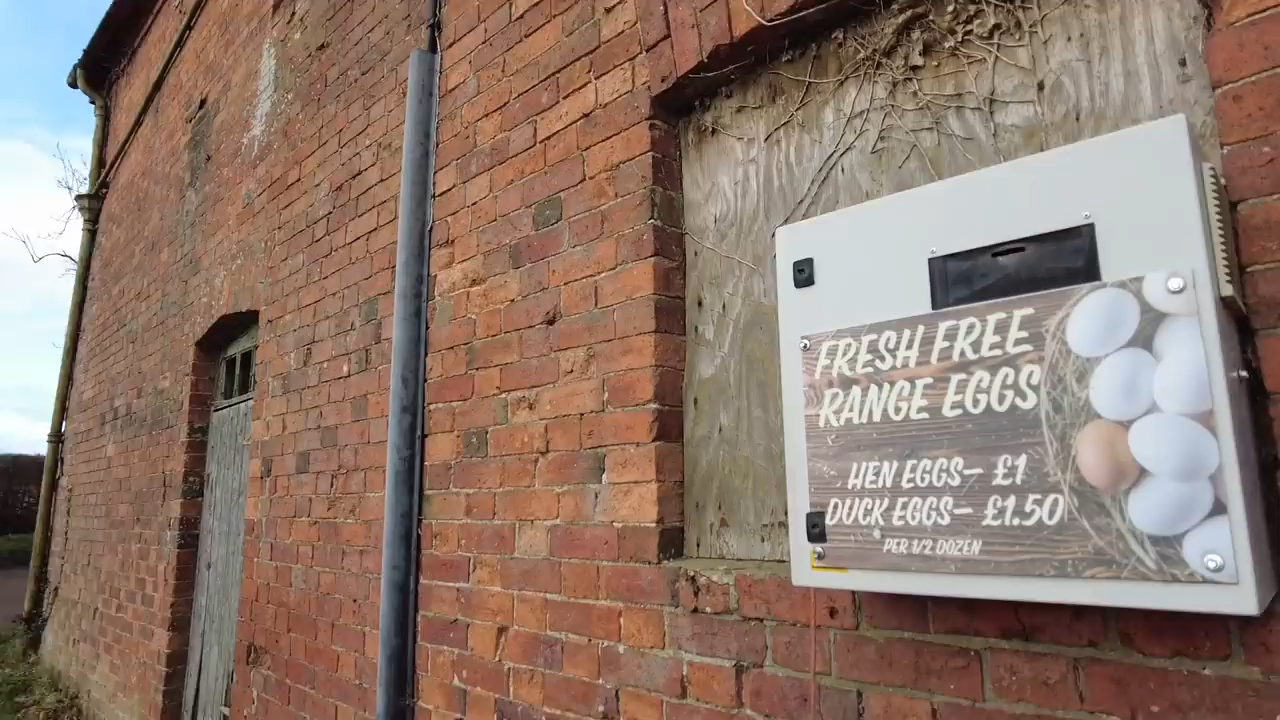 FRESH FREE
RANGE EGGS
HEN EGGS- £1
DUCK EGGS- £1.50
PER 1/2 DOZEN